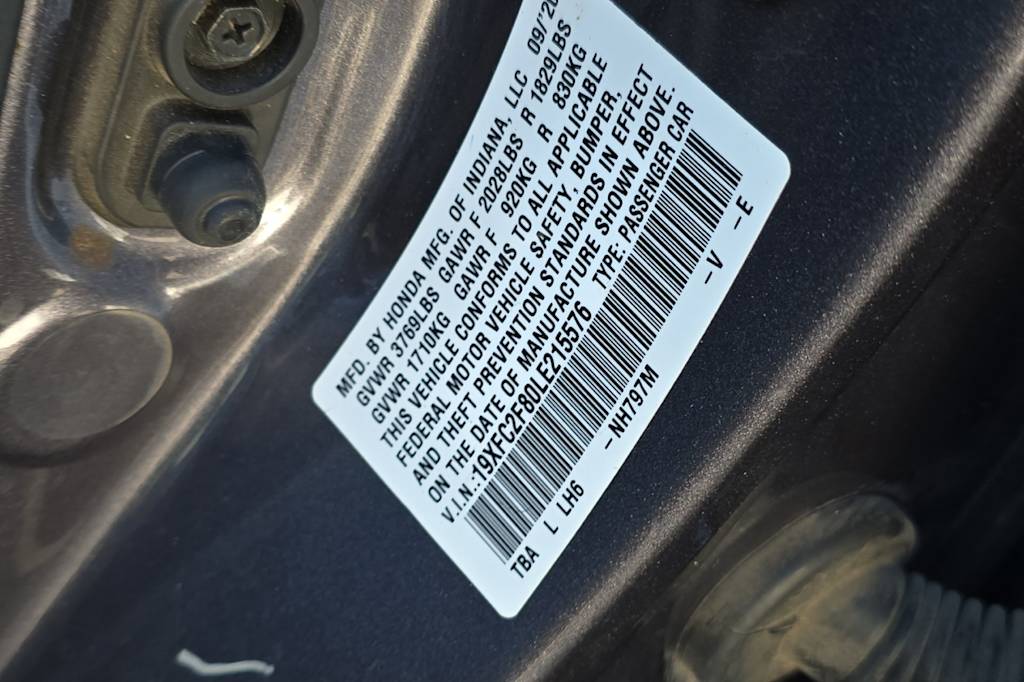 MFD. BY HONDA MFG. OF INDIANA, LLC 09/'20
GVWR 3769LBS GAWR F 2028LBS R 1829LBS
GVWR 1710KG GAWR F 920KG R 830KG
THIS VEHICLE CONFORMS TO ALL APPLICABLE
FEDERAL MOTOR VEHICLE SAFETY, BUMPER,
AND THEFT PREVENTION STANDARDS IN EFFECT
ON THE DATE OF MANUFACTURE SHOWN ABOVE.
V.I.N.:19XFC2F80LE215576 TYPE: PASSENGER CAR
TBA L LH6 -NH797M -V -E